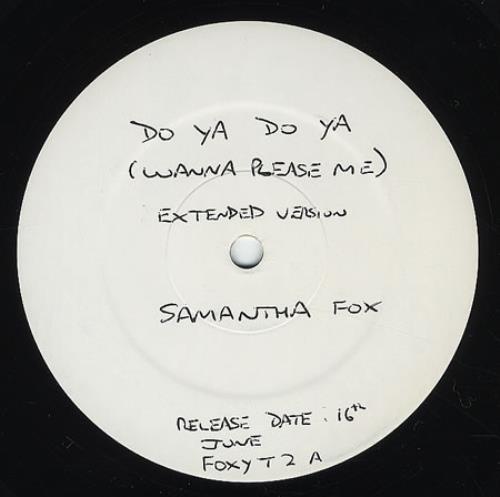 DO YA DO YA
(WANNA PLEASE ME)
EXTENDED VERSION
SAMANTHA FOX
RELEASE DATE : 16th
JUNE
FOXY T 2 A